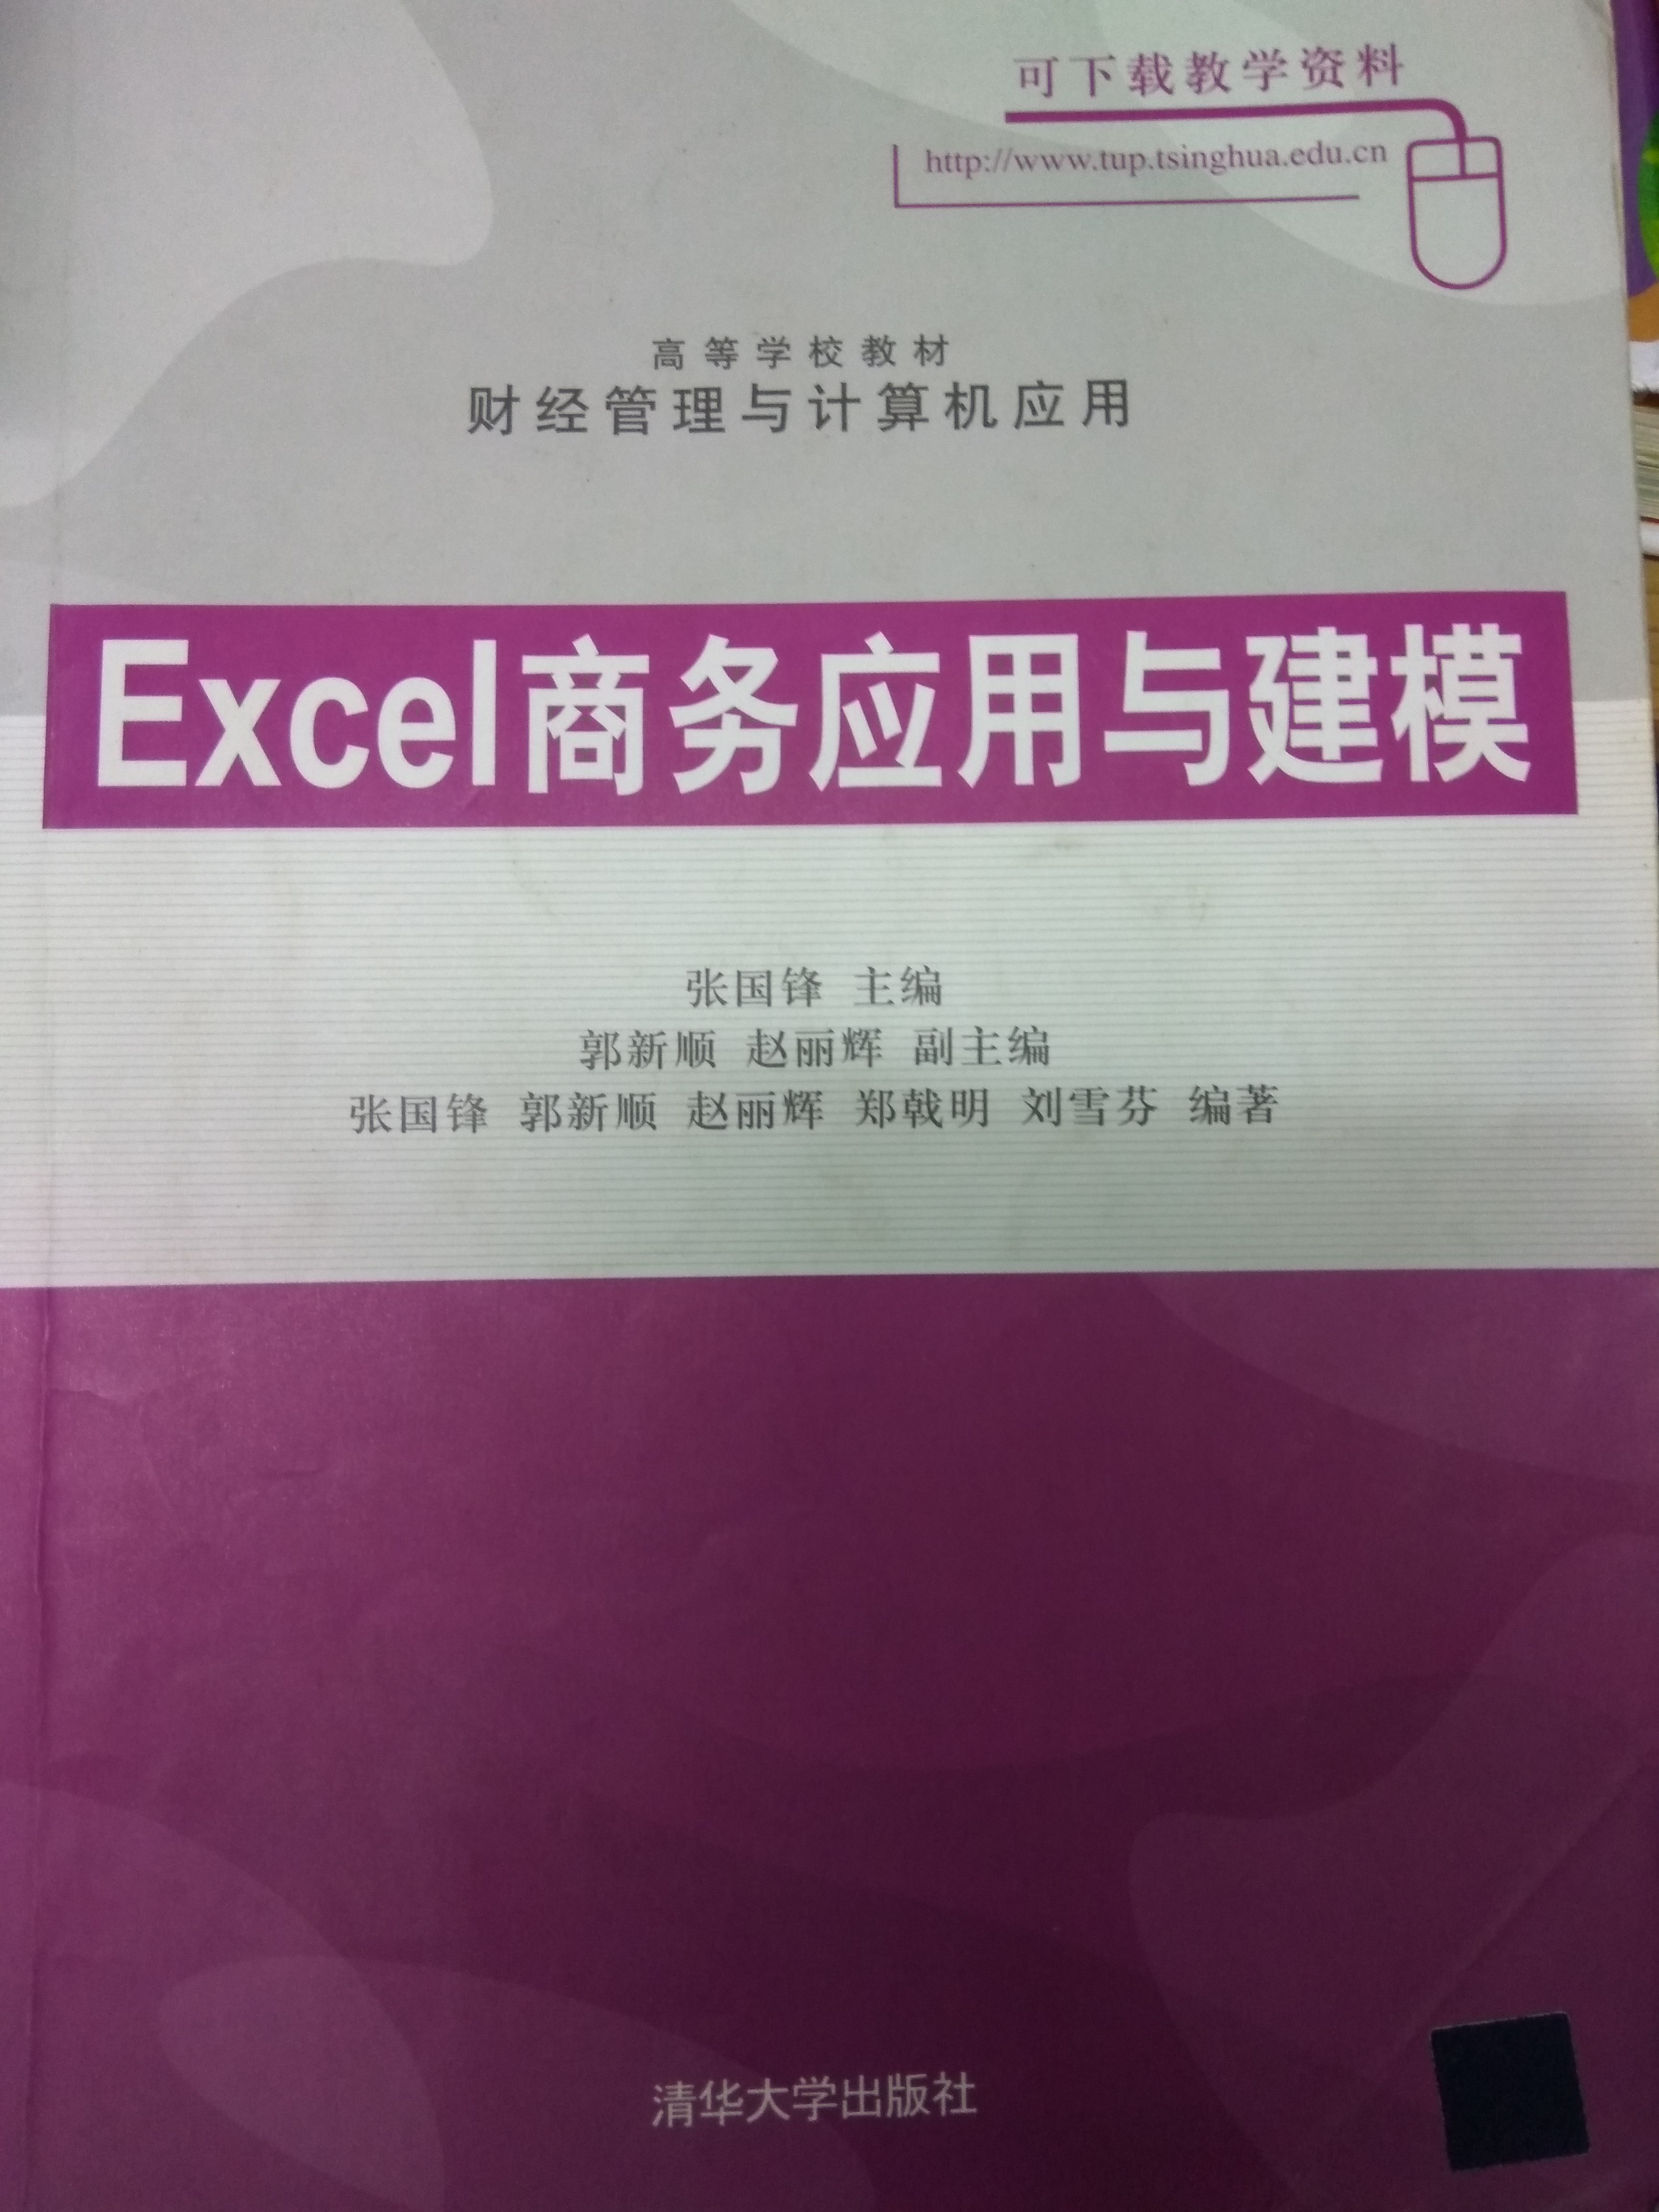 可下载教学资料
http://www.tup.tsinghua.edu.cn
高等学校教材
财经管理与计算机应用
Excel商务应用与建模
张国锋 主编
郭新顺 赵丽辉 副主编
张国锋 郭新顺 赵丽辉 郑戟明 刘雪芬 编著
清华大学出版社